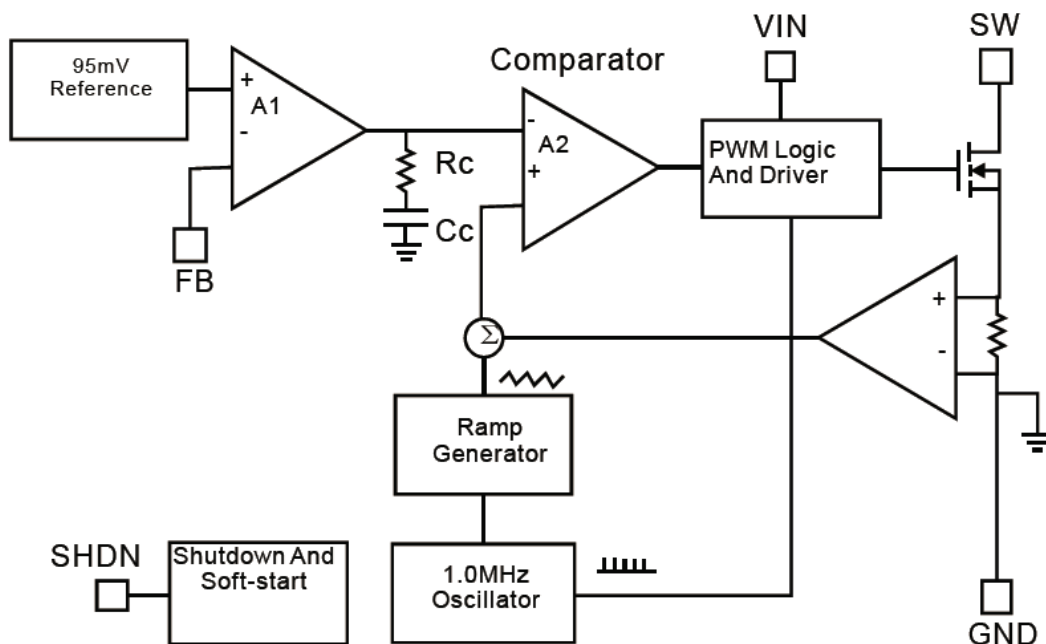 VIN
SW
95mV
Reference
+
A1
-
Comparator
-
A2
+
PWM Logic
And Driver
Rc
Cc
FB
+
-
Σ
Ramp
Generator
SHDN
Shutdown And
Soft-start
1.0MHz
Oscillator
GND